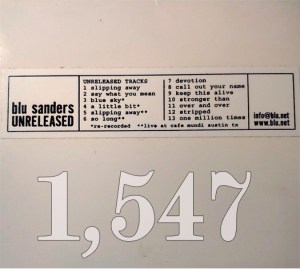 blu sanders
UNRELEASED
UNRELEASED TRACKS
1 slipping away
2 say what you mean
3 blue sky*
4 a little bit*
5 slipping away**
6 so long**
7 devotion
8 call out your name
9 keep this alive
10 stronger than
11 over and over
12 stripped
13 one million times
*re-recorded **live at cafe mundi austin tx
info@blu.net
www.blu.net
1,547